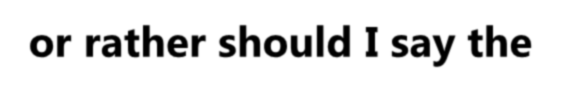 or rather should I say the